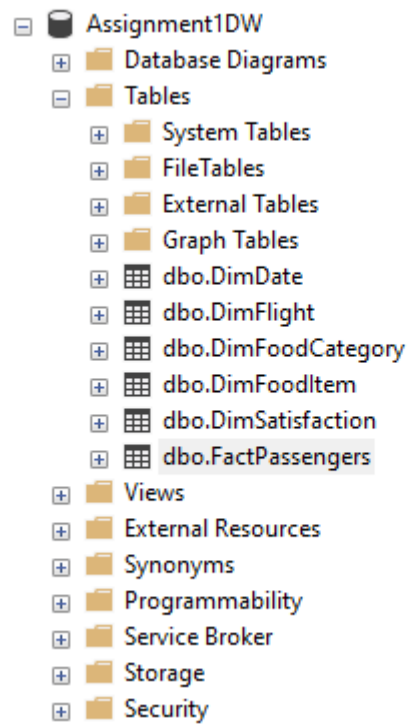 Assignment1DW
Database Diagrams
Tables
System Tables
FileTables
External Tables
Graph Tables
dbo.DimDate
dbo.DimFlight
dbo.DimFoodCategory
dbo.DimFoodItem
dbo.DimSatisfaction
dbo.FactPassengers
Views
External Resources
Synonyms
Programmability
Service Broker
Storage
Security